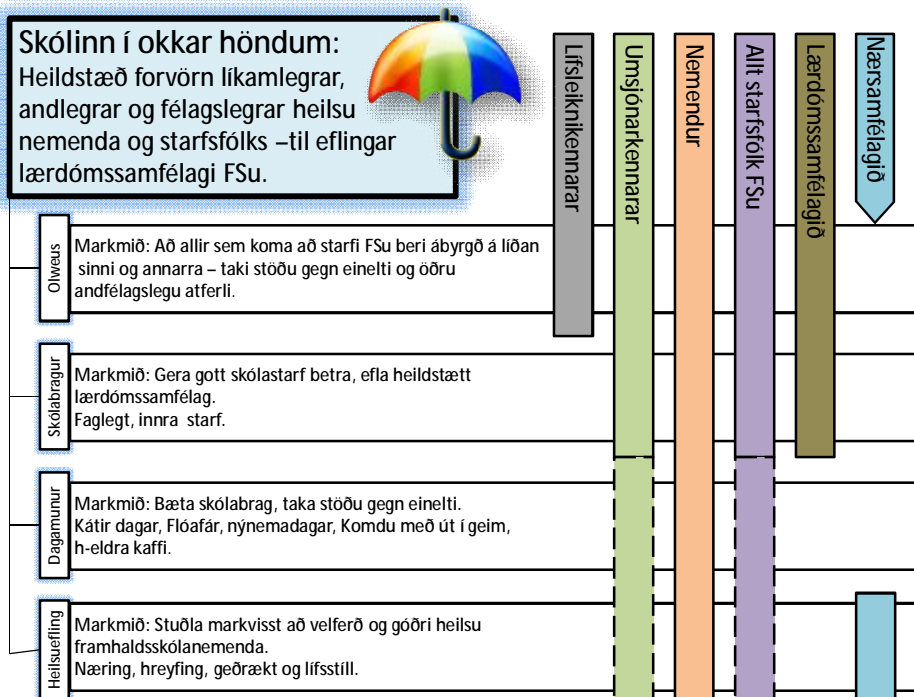 Skólinn í okkar höndum:
Heildstæð forvörn líkamlegrar,
andlegrar og félagslegrar heilsu
nemenda og starfsfólks –til eflingar
lærdómssamfélagi FSu.
Lífsleiknikennarar
Umsjónarkennarar
Nemendur
Allt starfsfólk FSu
Lærdómssamfélagið
Nærsamfélagið
Olweus
Markmið: Að allir sem koma að starfi FSu beri ábyrgð á líðan
sinni og annarra – taki stöðu gegn einelti og öðru
andfélagslegu atferli.
Skólabragur
Markmið: Gera gott skólastarf betra, efla heildstætt
lærdómssamfélag.
Faglegt, innra starf.
Dagamunur
Markmið: Bæta skólabrag, taka stöðu gegn einelti.
Kátir dagar, Flóafár, nýnemadagar, Komdu með út í geim,
h-eldra kaffi.
Heilsuefling
Markmið: Stuðla markvisst að velferð og góðri heilsu
framhaldsskólanemenda.
Næring, hreyfing, geðrækt og lífsstíll.